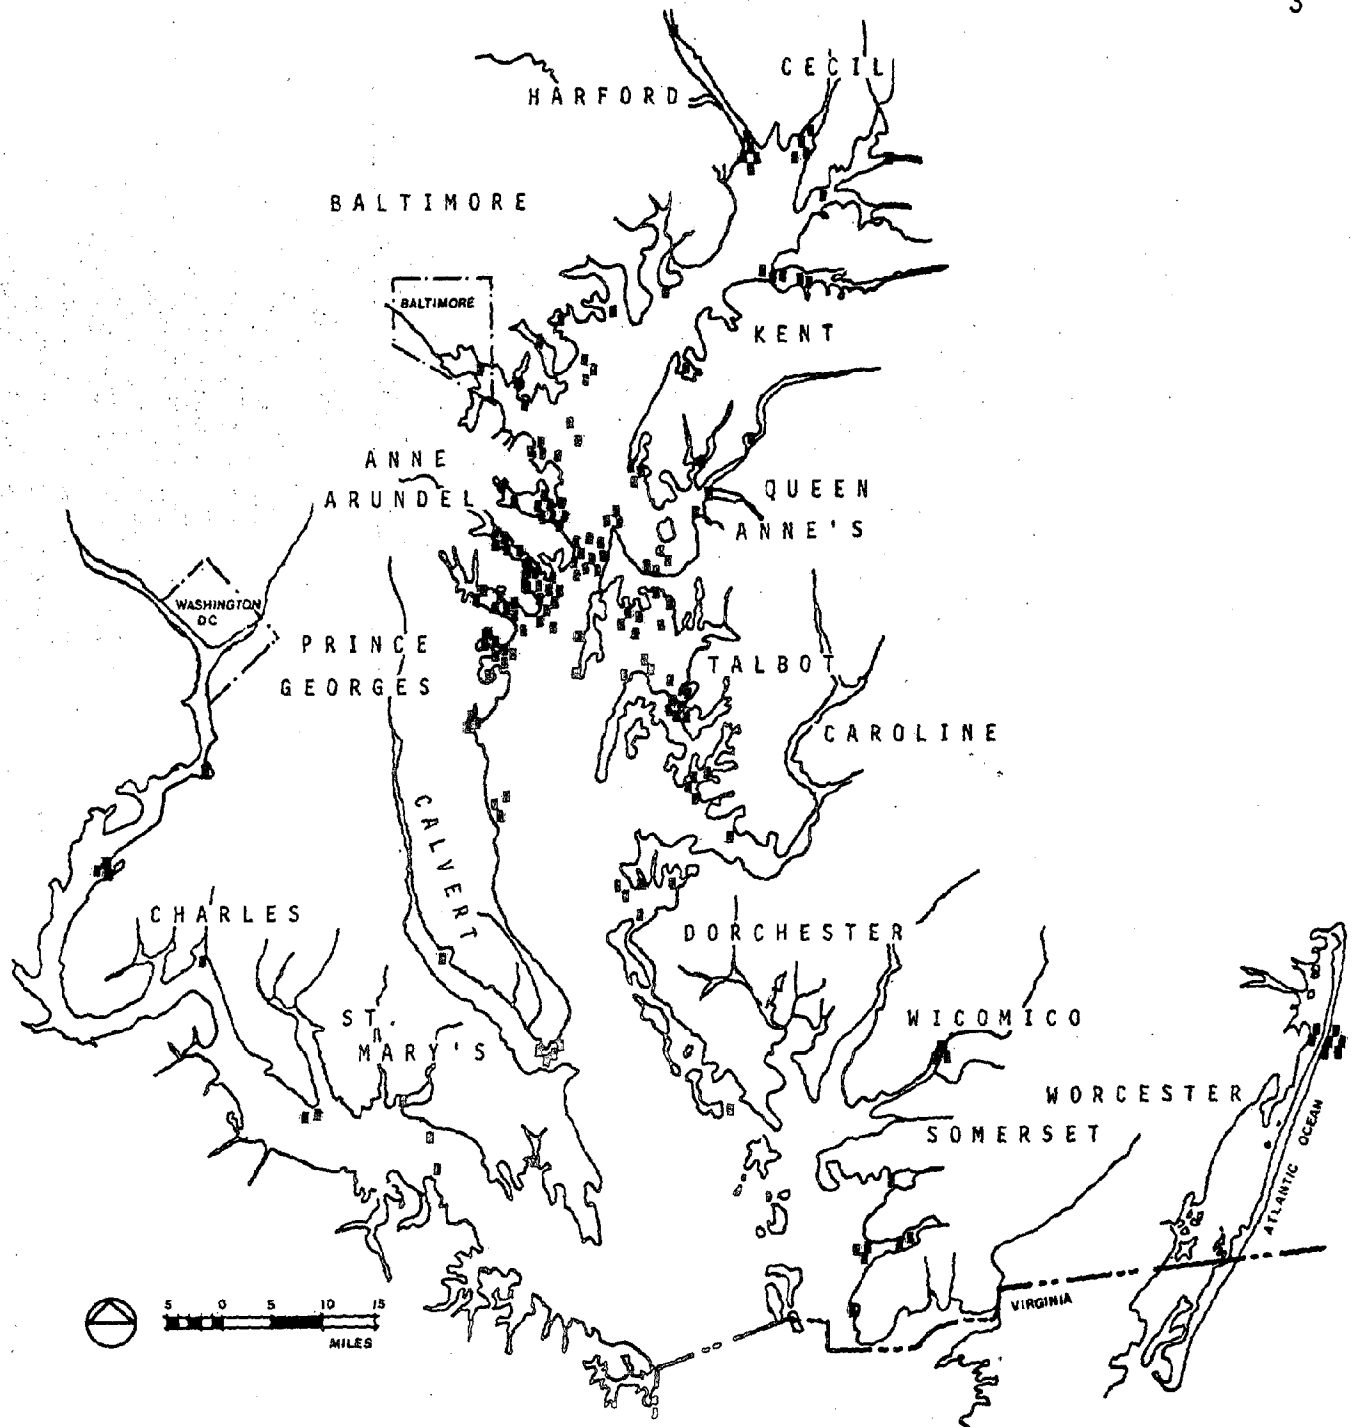 3
CECIL
HARFORD
BALTIMORE
BALTIMORE
KENT
ANNE
ARUNDEL
QUEEN
ANNE'S
WASHINGTON
DC
PRINCE
GEORGES
TALBOT
CAROLINE
CALVERT
CHARLES
DORCHESTER
ST.
MARY'S
WICOMICO
WORCESTER
SOMERSET
ATLANTIC OCEAN
VIRGINIA
5 0 5 10 15
MILES